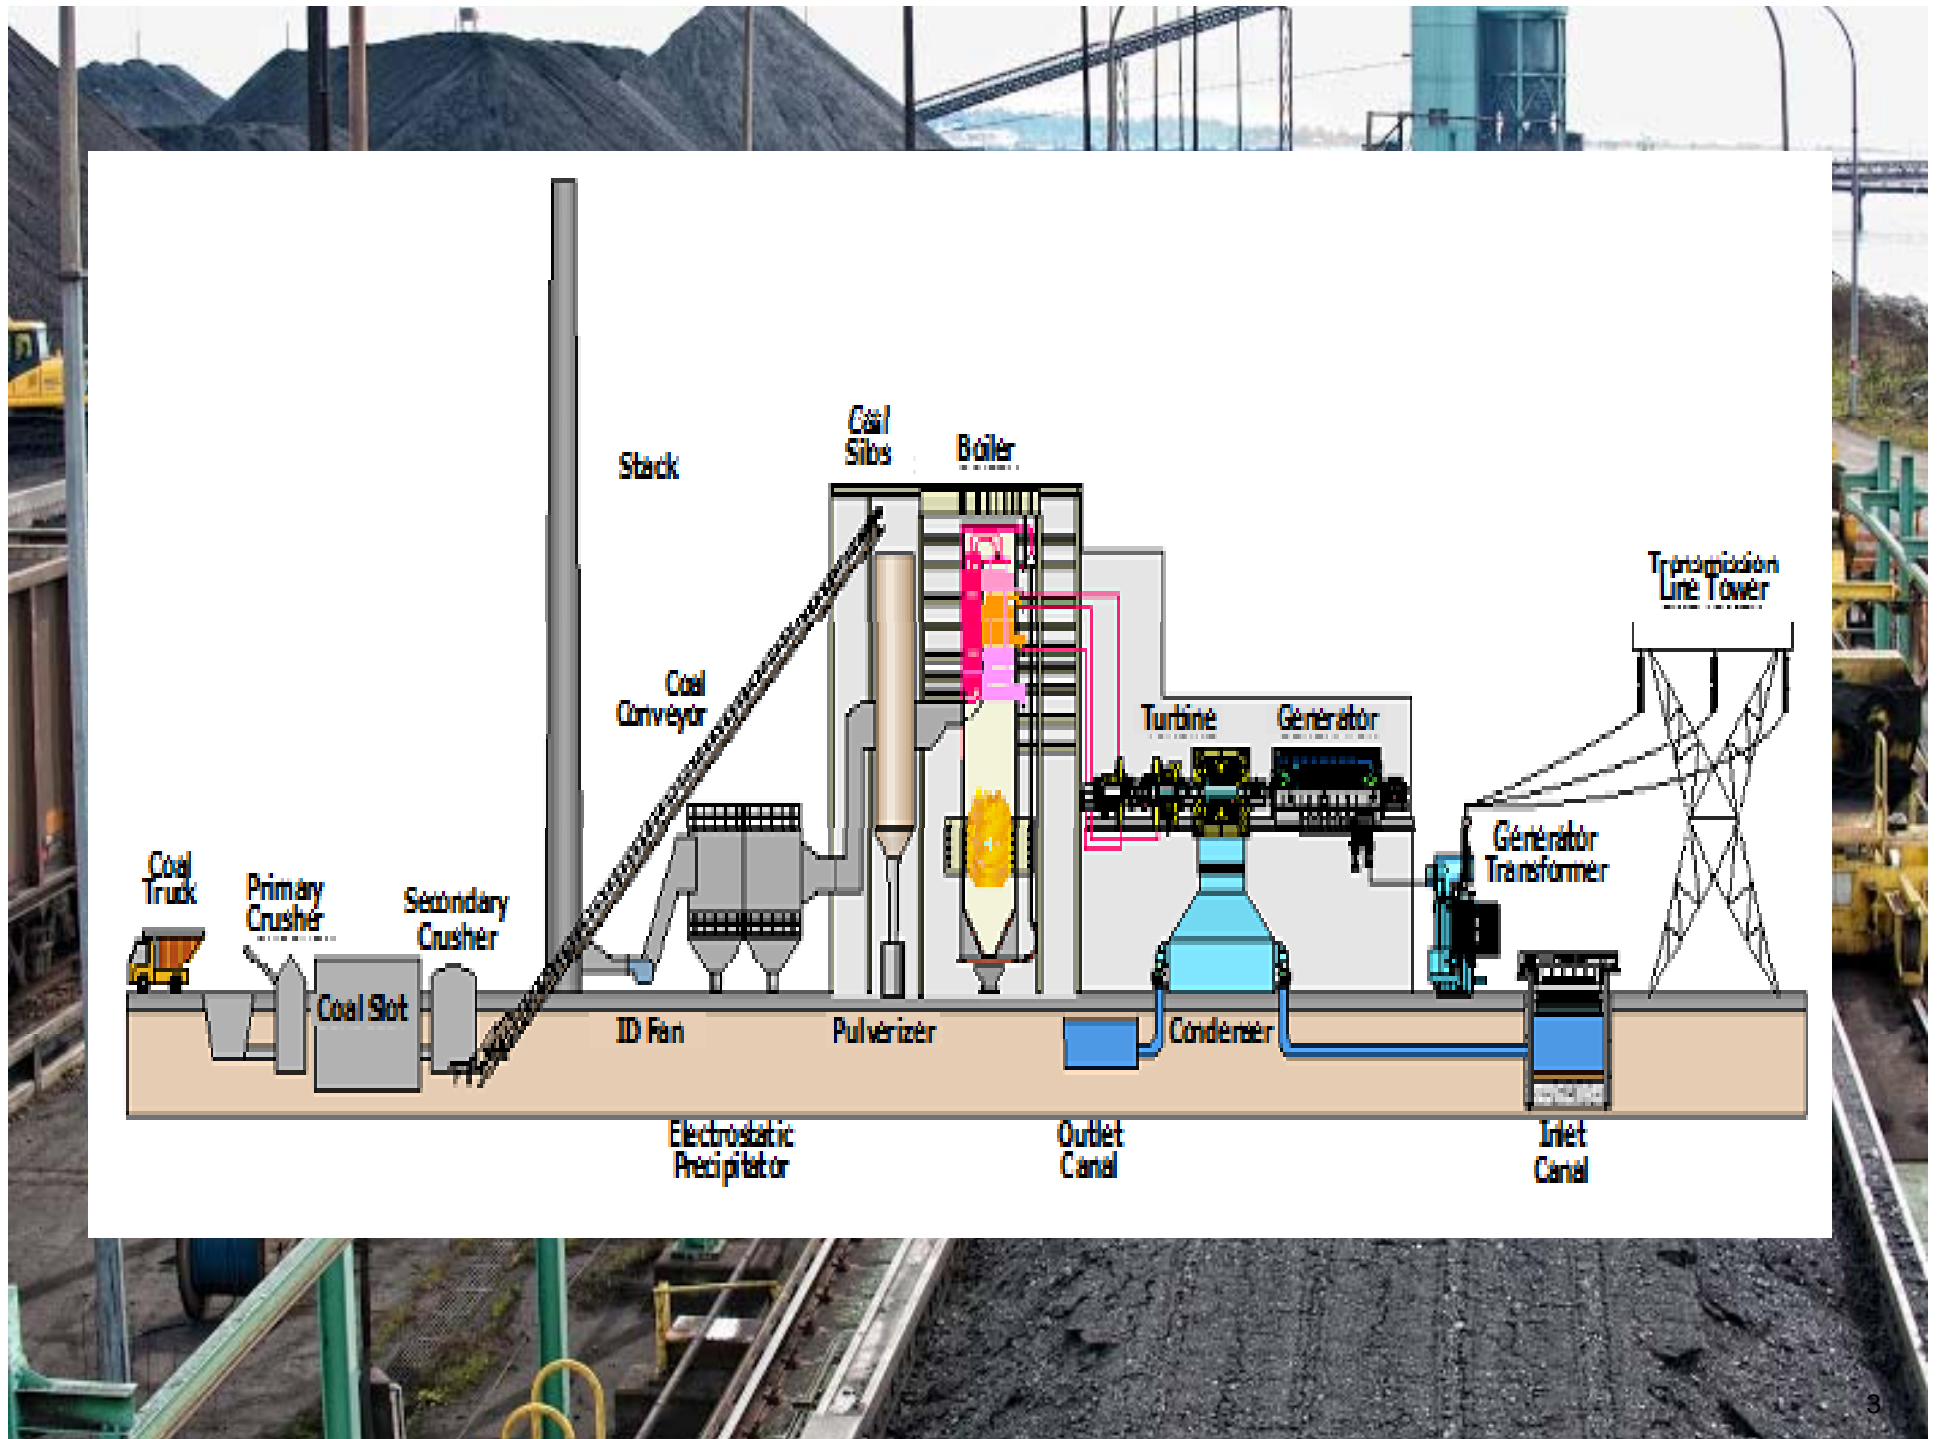 Coal
Silos
Boiler
Stack
Transmission
Line Tower
Coal
Conveyor
Turbine
Generator
Generator
Transformer
Coal
Truck
Primary
Crusher
Secondary
Crusher
Coal Slot
ID Fan
Pulverizer
Condenser
Electrostatic
Precipitator
Outlet
Canal
Inlet
Canal
3